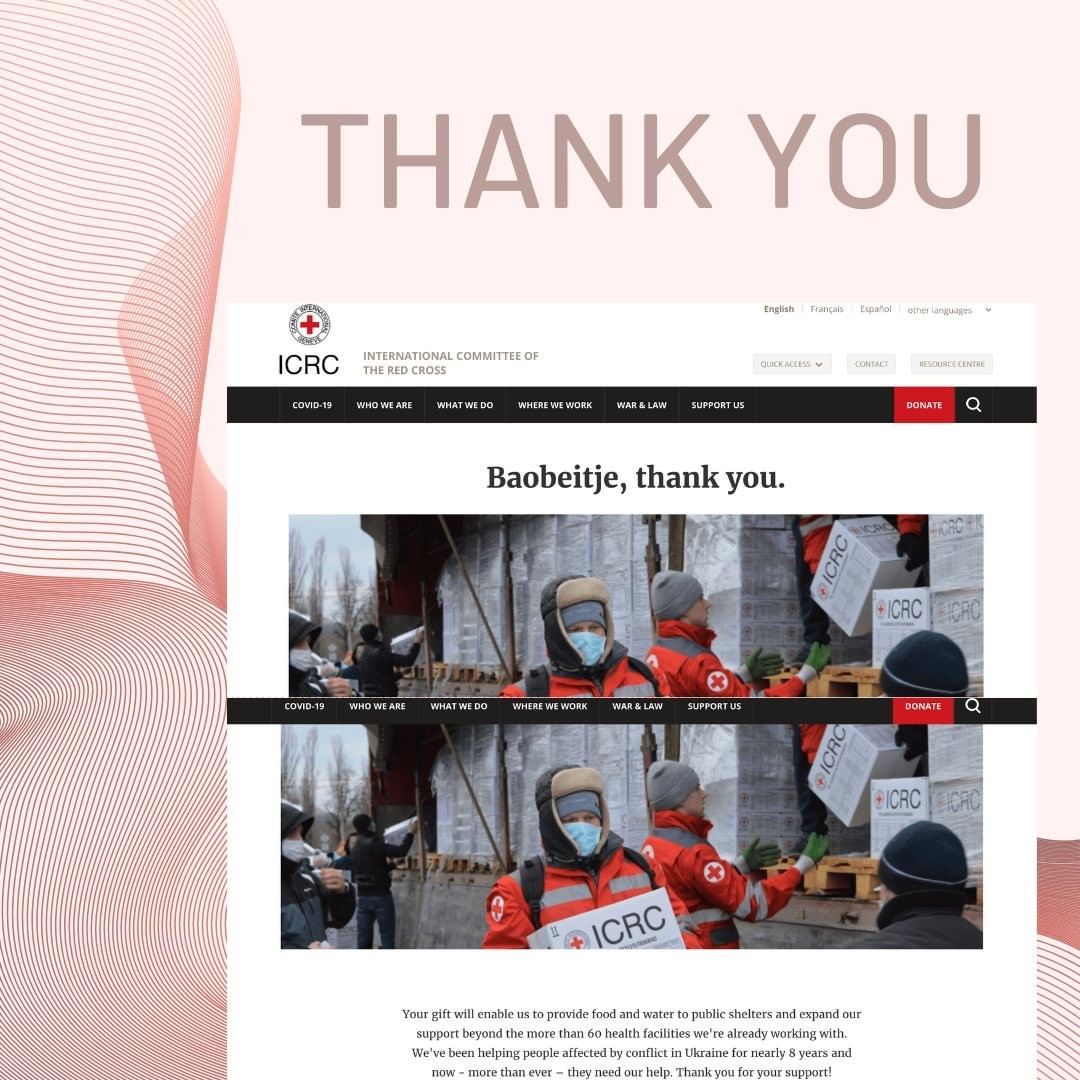 THANK YOU
COMITÉ INTERNATIONAL GENEVE
English Français Español other languages
ICRC
INTERNATIONAL COMMITTEE OF
THE RED CROSS
QUICK ACCESS CONTACT RESOURCE CENTRE
COVID-19 WHO WE ARE WHAT WE DO WHERE WE WORK WAR & LAW SUPPORT US DONATE
Baobeitje, thank you.
ICRC
ICRC
ICRC
ICRC
COVID-19 WHO WE ARE WHAT WE DO WHERE WE WORK WAR & LAW SUPPORT US DONATE
ICRC
ICRC
ICRC
ICRC
Your gift will enable us to provide food and water to public shelters and expand our
support beyond the more than 60 health facilities we're already working with.
We've been helping people affected by conflict in Ukraine for nearly 8 years and
now - more than ever – they need our help. Thank you for your support!